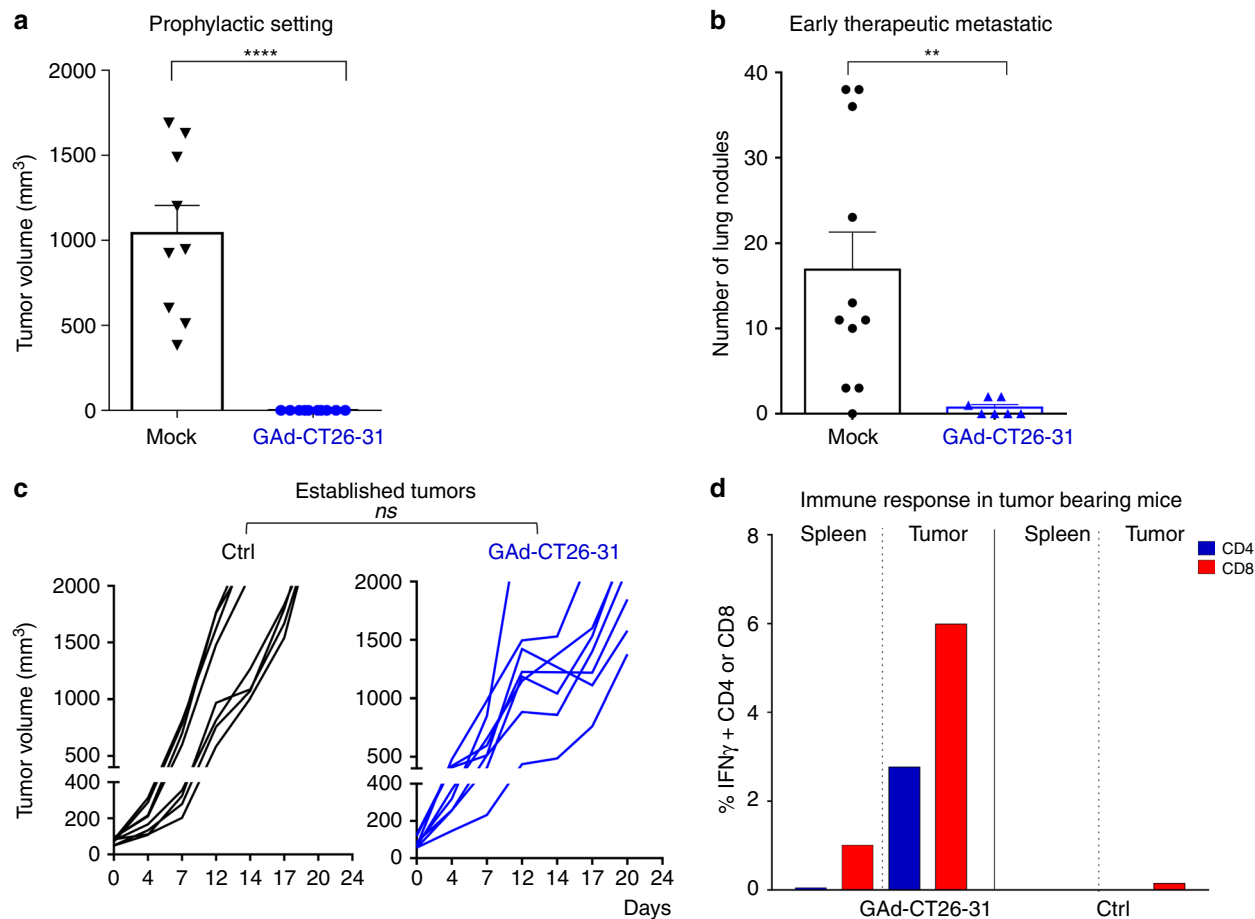 a
Prophylactic setting
****
2000
1500
1000
500
0
Tumor volume (mm³)
Mock
GAd-CT26-31
b
Early therapeutic metastatic
**
40
30
20
10
0
Number of lung nodules
Mock
GAd-CT26-31
c
Established tumors
ns
Ctrl
GAd-CT26-31
2000
1500
1000
500
400
200
0
Tumor volume (mm³)
0 4 7 12 14 17 20 24
2000
1500
1000
500
400
200
0
0 4 7 12 14 17 20 24
Days
d
Immune response in tumor bearing mice
Spleen Tumor Spleen Tumor
CD4
CD8
8
6
4
2
0
% IFNγ + CD4 or CD8
GAd-CT26-31 Ctrl